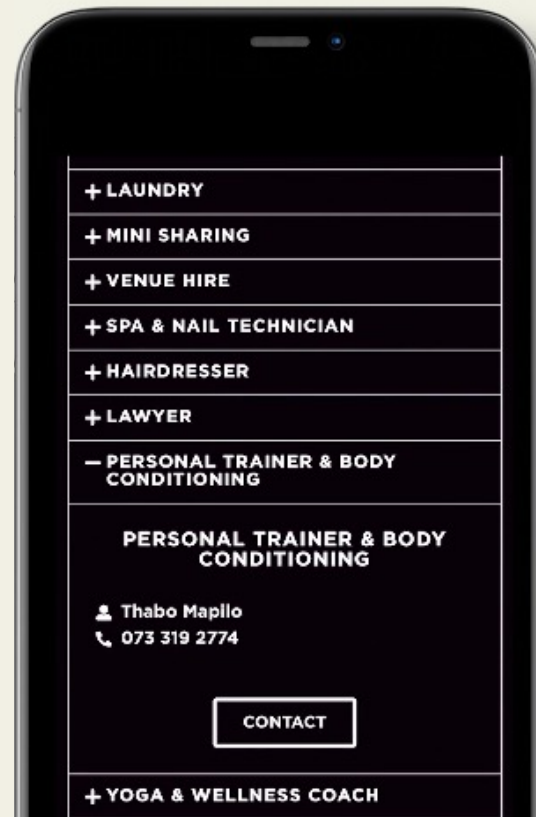 + LAUNDRY
+ MINI SHARING
+ VENUE HIRE
+ SPA & NAIL TECHNICIAN
+ HAIRDRESSER
+ LAWYER
– PERSONAL TRAINER & BODY
CONDITIONING
PERSONAL TRAINER & BODY
CONDITIONING
Thabo Mapilo
073 319 2774
CONTACT
+ YOGA & WELLNESS COACH